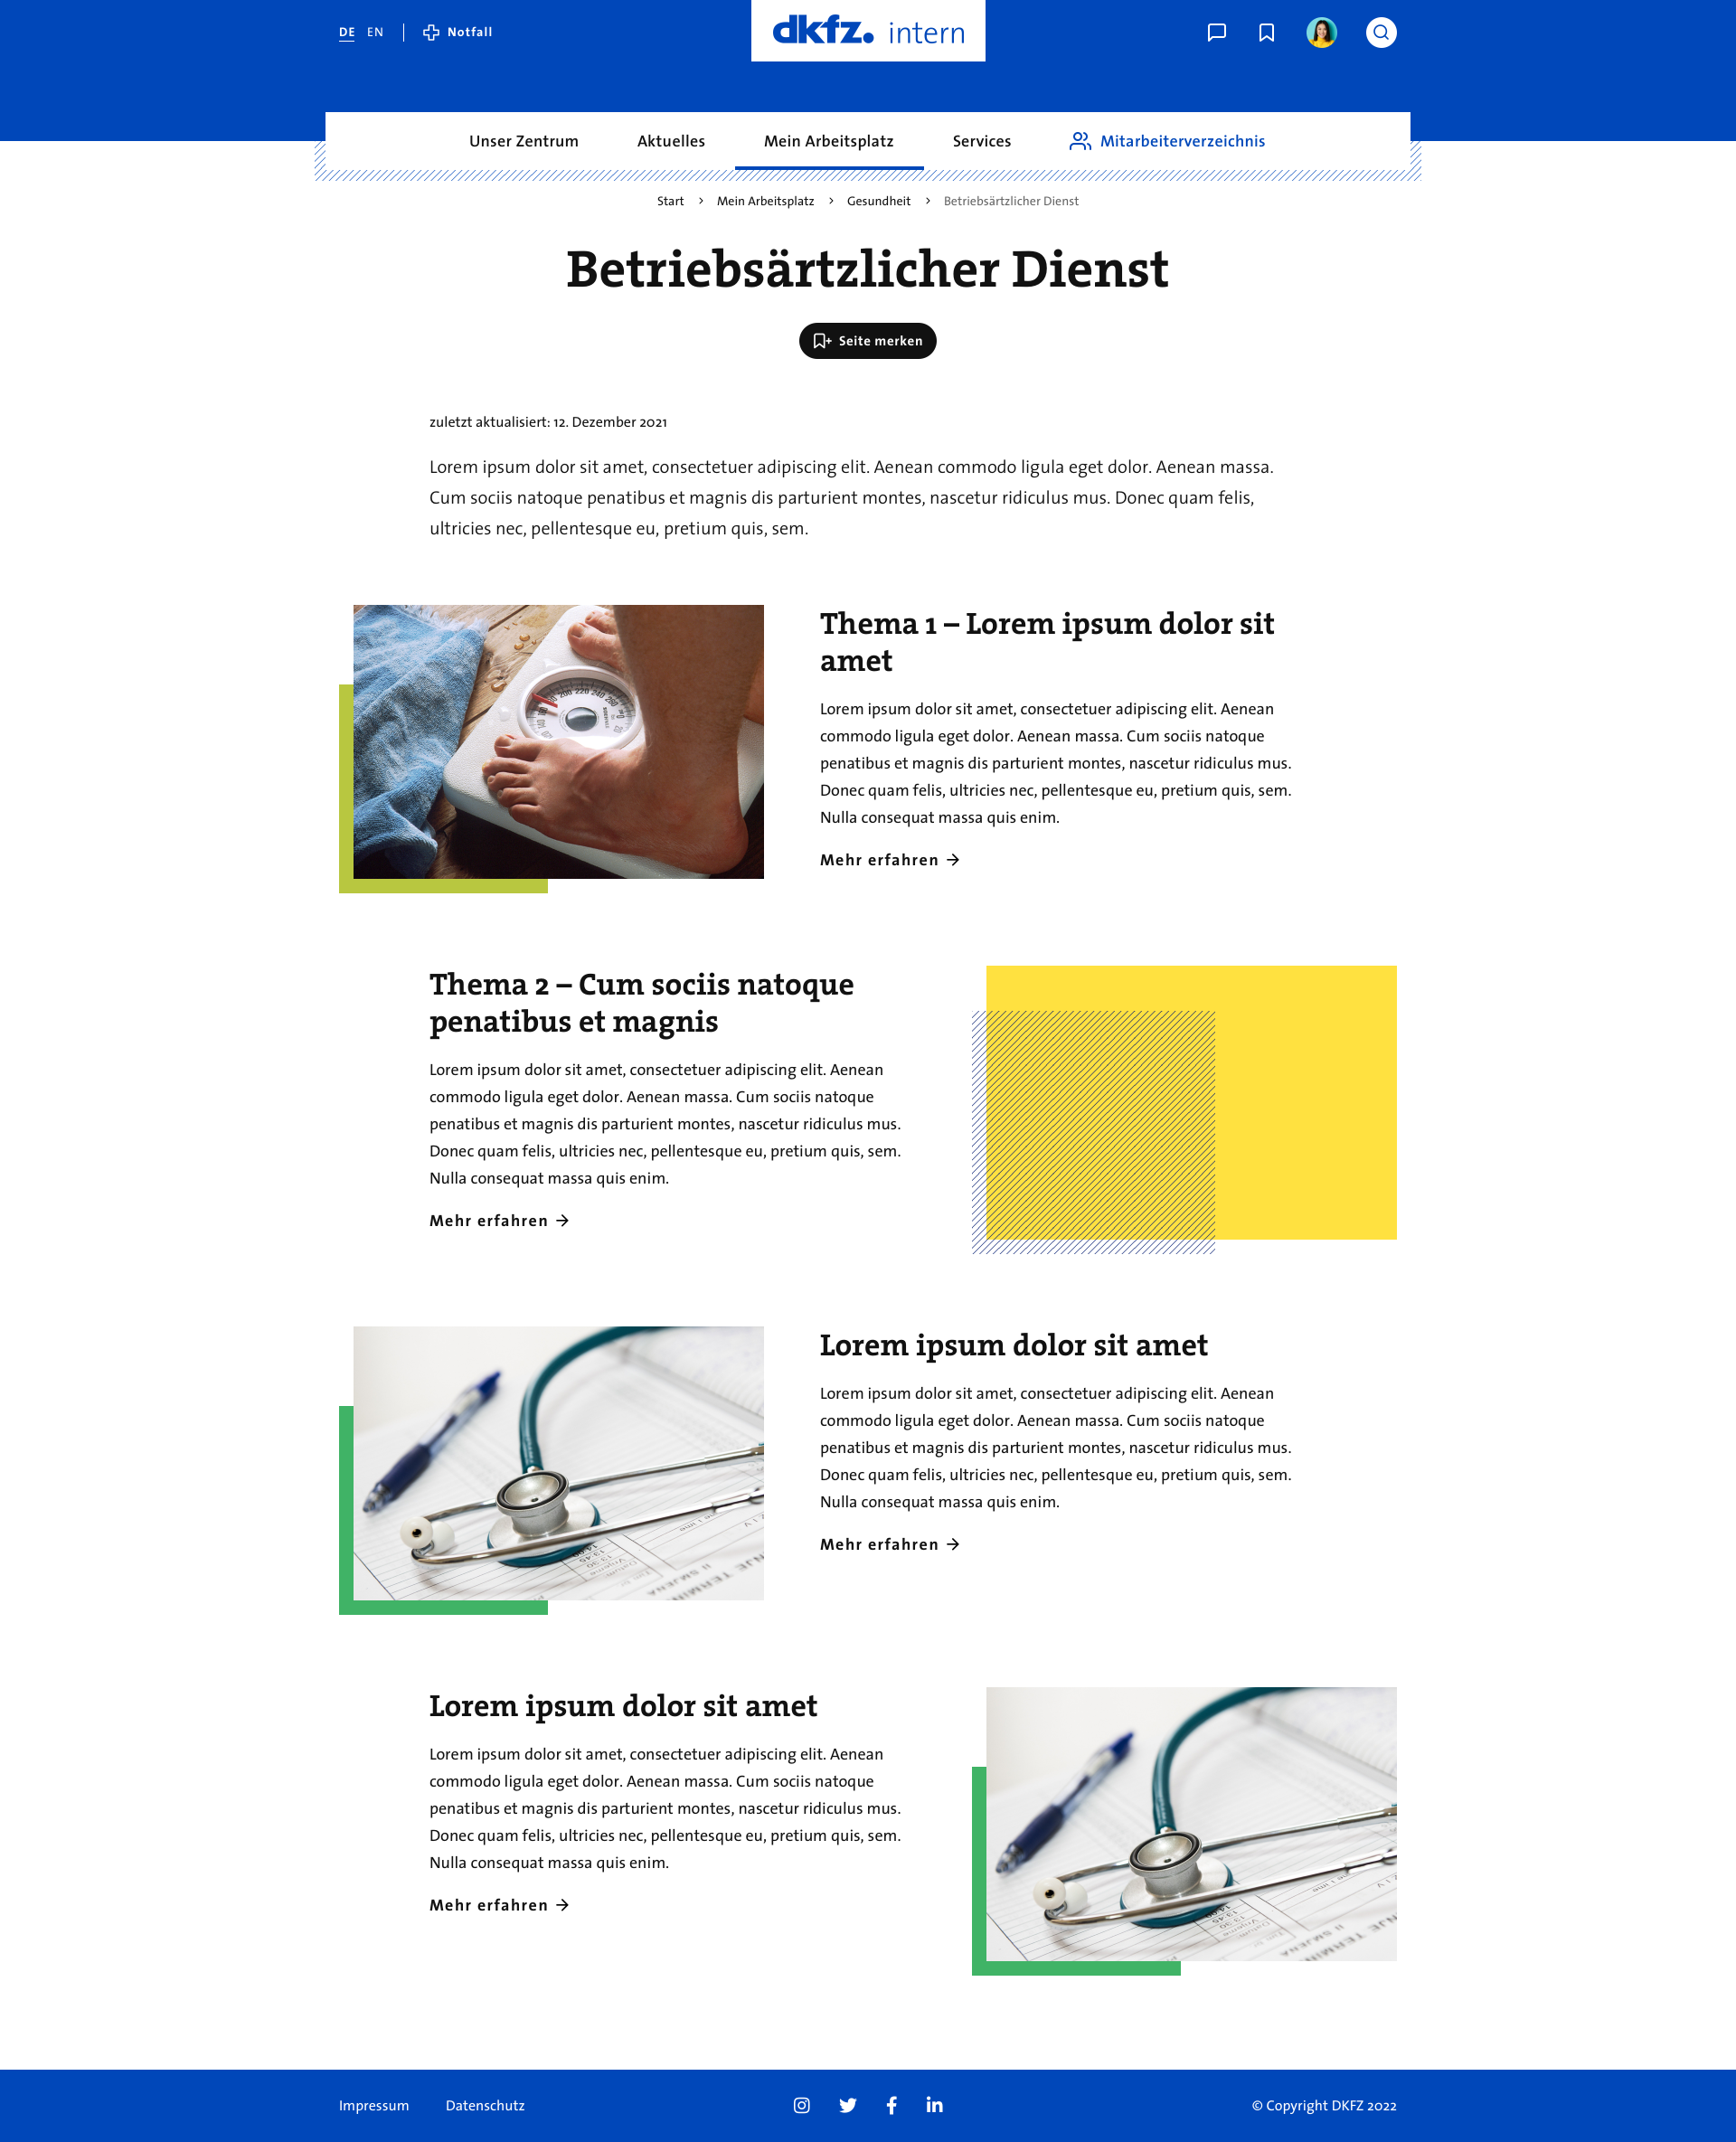 DE EN Notfall
dkfz. intern
Unser Zentrum Aktuelles Mein Arbeitsplatz Services Mitarbeiterverzeichnis
Start Mein Arbeitsplatz Gesundheit Betriebsärtzlicher Dienst
Betriebsärtzlicher Dienst
Seite merken
zuletzt aktualisiert: 12. Dezember 2021
Lorem ipsum dolor sit amet, consectetuer adipiscing elit. Aenean commodo ligula eget dolor. Aenean massa.
Cum sociis natoque penatibus et magnis dis parturient montes, nascetur ridiculus mus. Donec quam felis,
ultricies nec, pellentesque eu, pretium quis, sem.
Thema 1 – Lorem ipsum dolor sit
amet
Lorem ipsum dolor sit amet, consectetuer adipiscing elit. Aenean
commodo ligula eget dolor. Aenean massa. Cum sociis natoque
penatibus et magnis dis parturient montes, nascetur ridiculus mus.
Donec quam felis, ultricies nec, pellentesque eu, pretium quis, sem.
Nulla consequat massa quis enim.
Mehr erfahren
Thema 2 – Cum sociis natoque
penatibus et magnis
Lorem ipsum dolor sit amet, consectetuer adipiscing elit. Aenean
commodo ligula eget dolor. Aenean massa. Cum sociis natoque
penatibus et magnis dis parturient montes, nascetur ridiculus mus.
Donec quam felis, ultricies nec, pellentesque eu, pretium quis, sem.
Nulla consequat massa quis enim.
Mehr erfahren
Lorem ipsum dolor sit amet
Lorem ipsum dolor sit amet, consectetuer adipiscing elit. Aenean
commodo ligula eget dolor. Aenean massa. Cum sociis natoque
penatibus et magnis dis parturient montes, nascetur ridiculus mus.
Donec quam felis, ultricies nec, pellentesque eu, pretium quis, sem.
Nulla consequat massa quis enim.
Mehr erfahren
Lorem ipsum dolor sit amet
Lorem ipsum dolor sit amet, consectetuer adipiscing elit. Aenean
commodo ligula eget dolor. Aenean massa. Cum sociis natoque
penatibus et magnis dis parturient montes, nascetur ridiculus mus.
Donec quam felis, ultricies nec, pellentesque eu, pretium quis, sem.
Nulla consequat massa quis enim.
Mehr erfahren
Impressum Datenschutz © Copyright DKFZ 2022